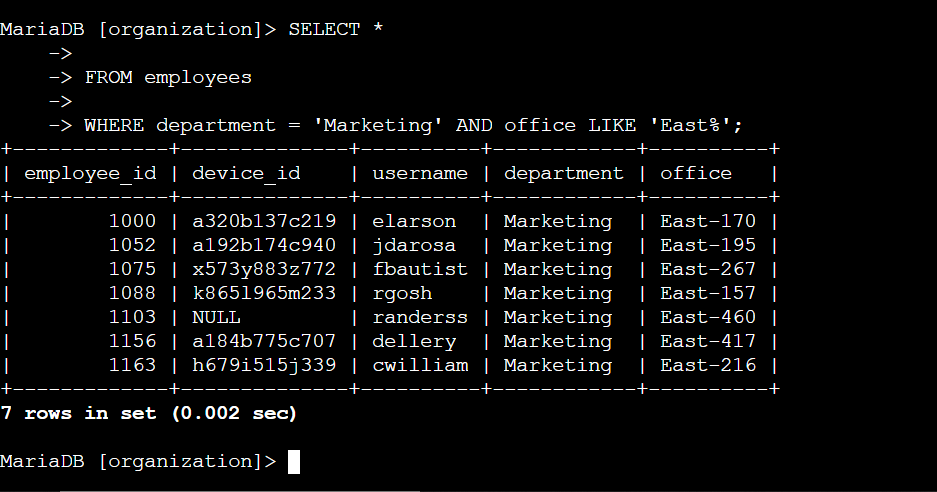 MariaDB [organization]> SELECT *
    ->
    -> FROM employees
    ->
    -> WHERE department = 'Marketing' AND office LIKE 'East%';
+-------------+--------------+----------+------------+----------+
| employee_id | device_id    | username | department | office   |
+-------------+--------------+----------+------------+----------+
|        1000 | a320b137c219 | elarson  | Marketing  | East-170 |
|        1052 | a192b174c940 | jdarosa  | Marketing  | East-195 |
|        1075 | x573y883z772 | fbautist | Marketing  | East-267 |
|        1088 | k865l965m233 | rgosh    | Marketing  | East-157 |
|        1103 | NULL         | randerss | Marketing  | East-460 |
|        1156 | a184b775c707 | dellery  | Marketing  | East-417 |
|        1163 | h679i515j339 | cwilliam | Marketing  | East-216 |
+-------------+--------------+----------+------------+----------+
7 rows in set (0.002 sec)
MariaDB [organization]>